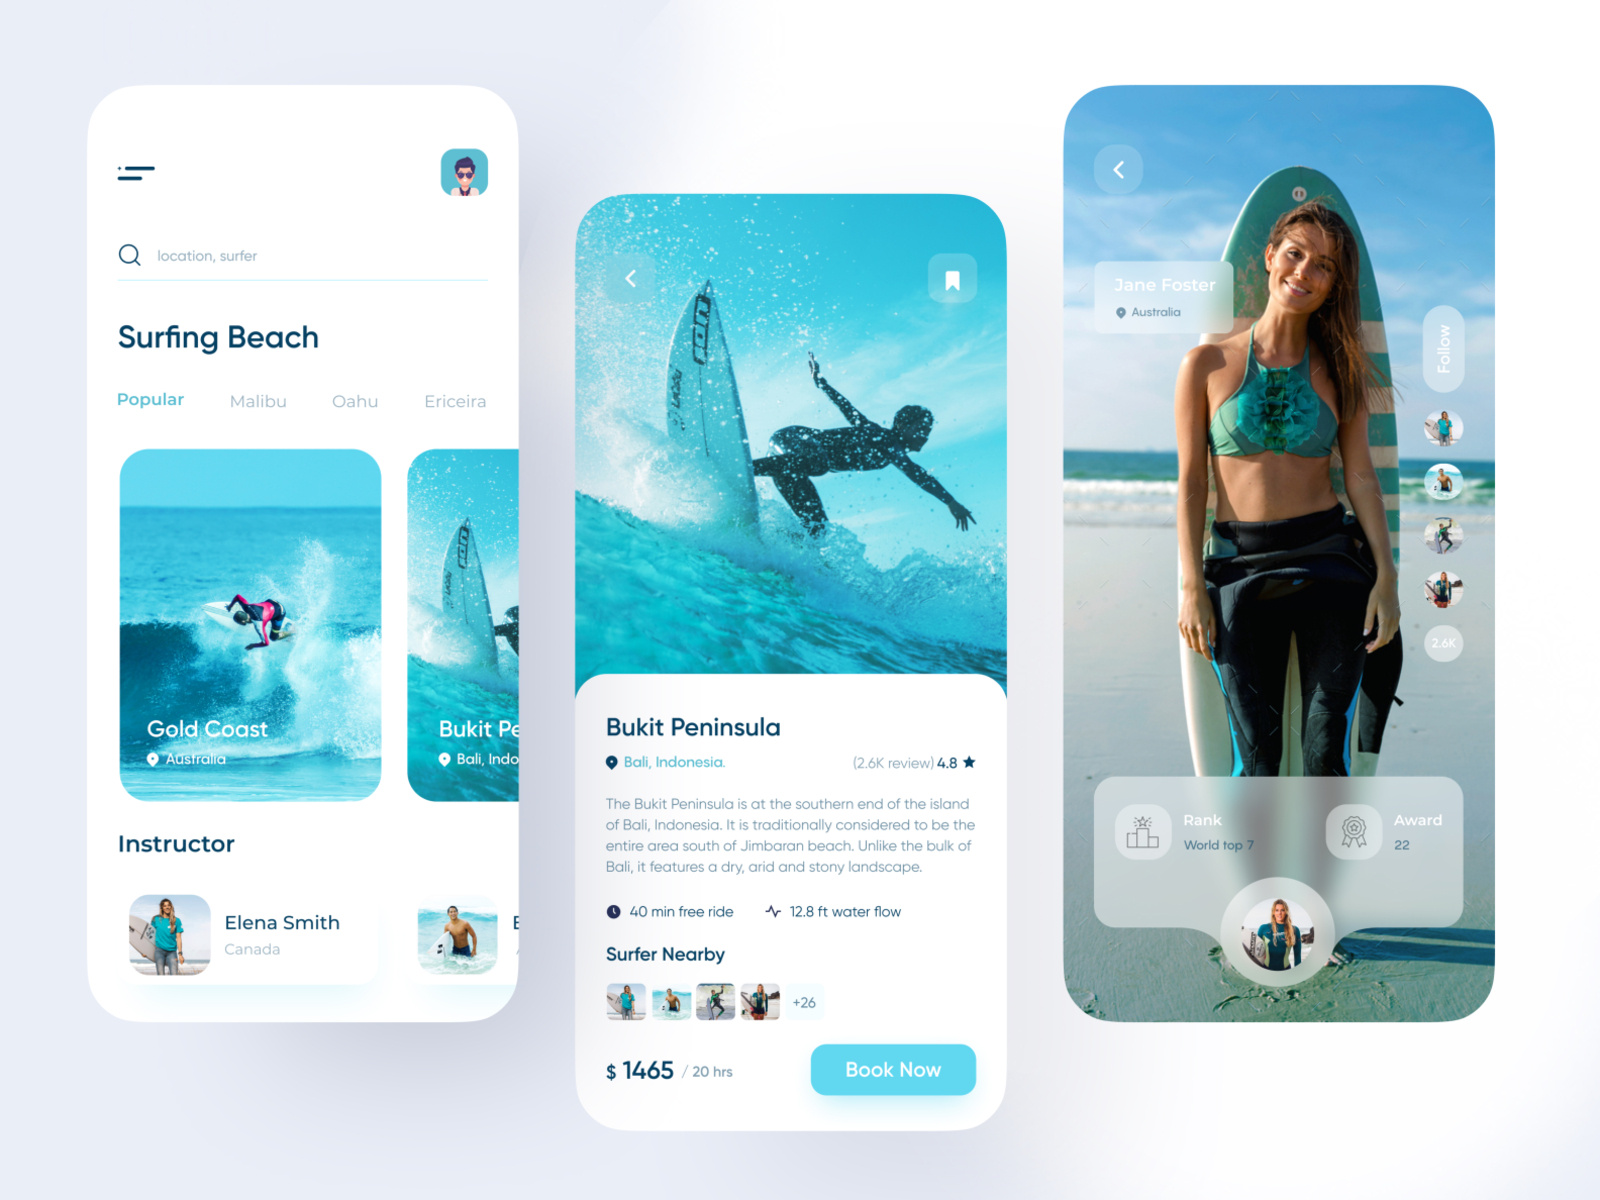 location, surfer
Surfing Beach
Popular Malibu Oahu Ericeira
Gold Coast
Australia
Bukit Pe
Bali, Indo
Instructor
Elena Smith
Canada
Bukit Peninsula
Bali, Indonesia.
(2.6K review) 4.8
The Bukit Peninsula is at the southern end of the island
of Bali, Indonesia. It is traditionally considered to be the
entire area south of Jimbaran beach. Unlike the bulk of
Bali, it features a dry, arid and stony landscape.
40 min free ride
12.8 ft water flow
Surfer Nearby
+26
$ 1465 / 20 hrs
Book Now
Jane Foster
Australia
Follow
2.6K
Rank
World top 7
Award
22